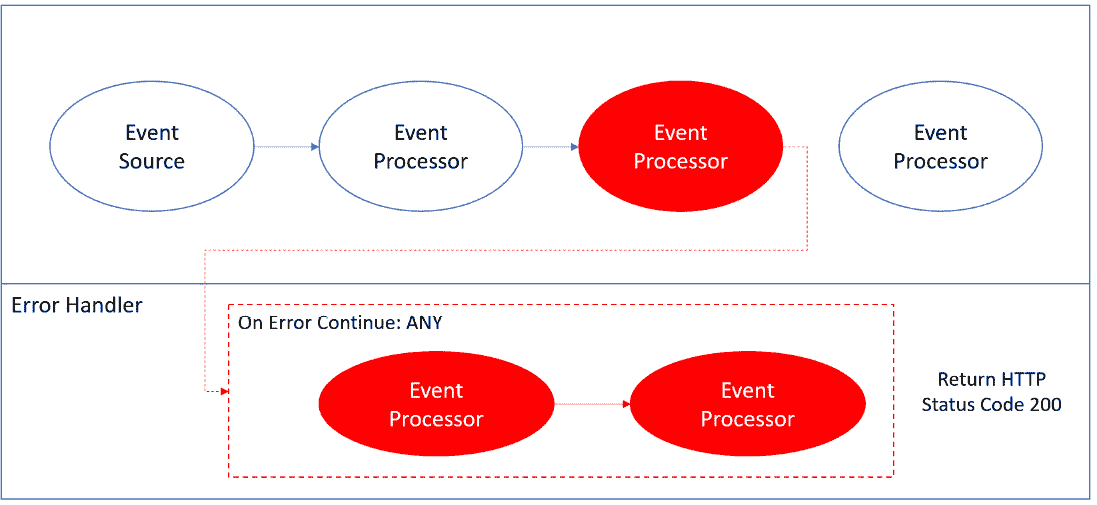 Event
Source
Event
Processor
Event
Processor
Event
Processor
Error Handler
On Error Continue: ANY
Event
Processor
Event
Processor
Return HTTP
Status Code 200